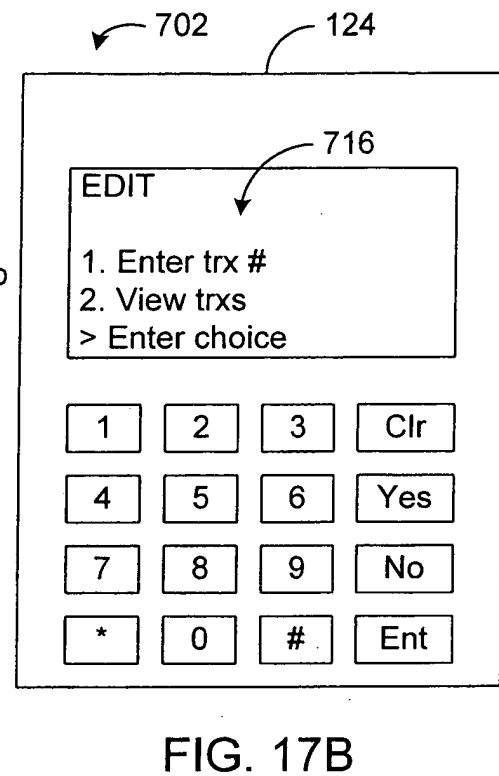 702 124
716
EDIT
1. Enter trx #
2. View trxs
> Enter choice
1 2 3 Clr
4 5 6 Yes
7 8 9 No
* 0 # Ent
FIG. 17B